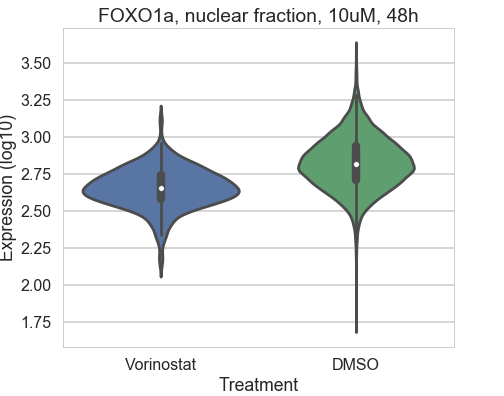 FOXO1a, nuclear fraction, 10uM, 48h
Expression (log10)
3.50
3.25
3.00
2.75
2.50
2.25
2.00
1.75
Vorinostat
DMSO
Treatment